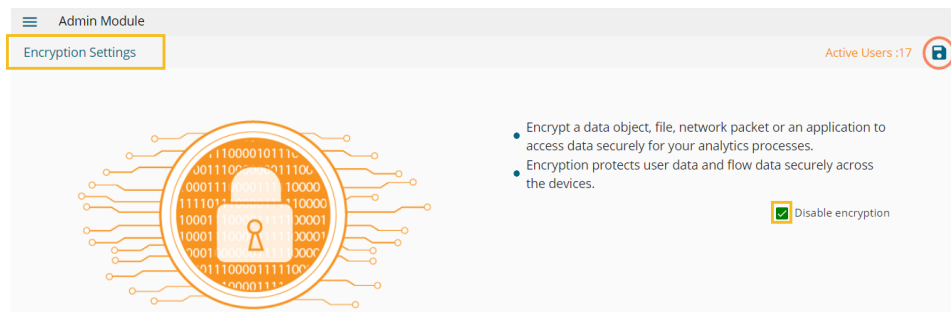 Admin Module
Encryption Settings
Active Users :17
Encrypt a data object, file, network packet or an application to
access data securely for your analytics processes.
Encryption protects user data and flow data securely across
the devices.
Disable encryption